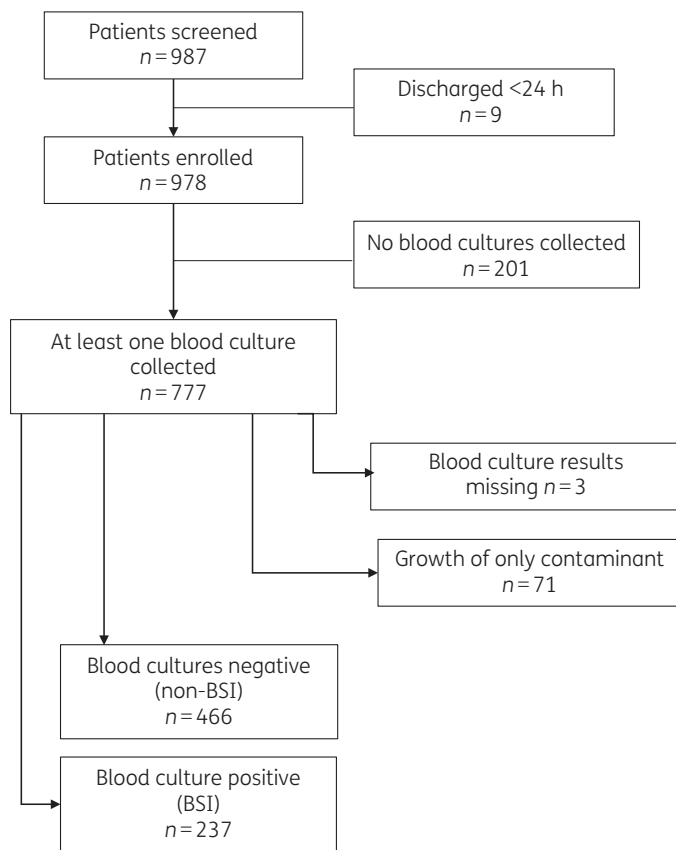 Patients screened
n=987
Discharged <24 h
n=9
Patients enrolled
n=978
No blood cultures collected
n=201
At least one blood culture
collected
n=777
Blood culture results
missing n=3
Growth of only contaminant
n=71
Blood cultures negative
(non-BSI)
n=466
Blood culture positive
(BSI)
n=237